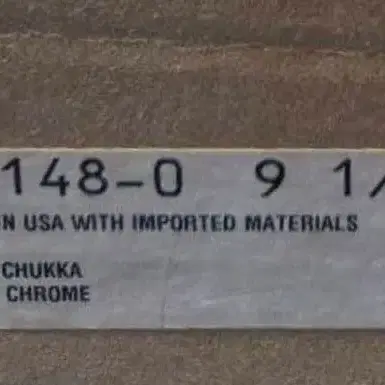 148-0 9 1/
N USA WITH IMPORTED MATERIALS
CHUKKA
CHROME